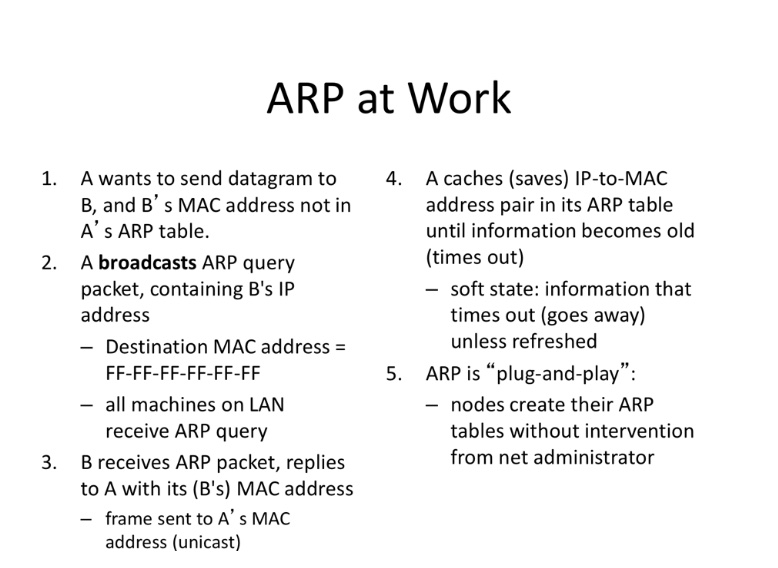 ARP at Work
1. A wants to send datagram to
B, and B’s MAC address not in
A’s ARP table.
2. A broadcasts ARP query
packet, containing B's IP
address
– Destination MAC address =
FF-FF-FF-FF-FF-FF
– all machines on LAN
receive ARP query
3. B receives ARP packet, replies
to A with its (B's) MAC address
– frame sent to A’s MAC
address (unicast)
4. A caches (saves) IP-to-MAC
address pair in its ARP table
until information becomes old
(times out)
– soft state: information that
times out (goes away)
unless refreshed
5. ARP is “plug-and-play”:
– nodes create their ARP
tables without intervention
from net administrator